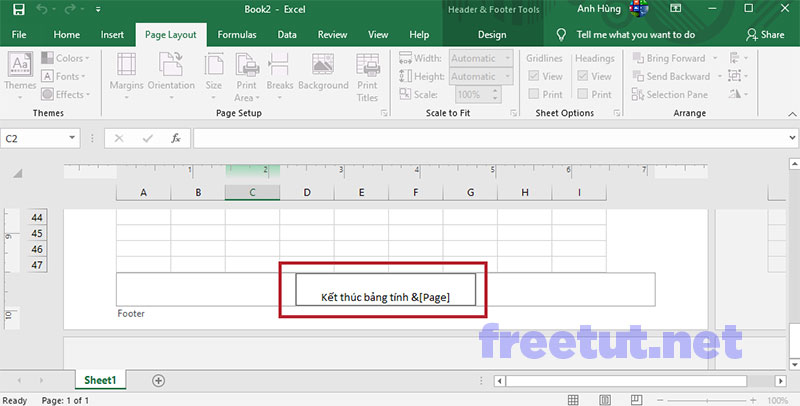 Book2 - Excel
Header & Footer Tools
Anh Hùng
File Home Insert Page Layout Formulas Data Review View Help Design Tell me what you want to do Share
Themes
Colors
Fonts
Effects
Margins Orientation Size Print Area Breaks Background Print Titles
Width: Automatic
Height: Automatic
Scale: 100%
Gridlines Headings
View View
Print Print
Bring Forward
Send Backward
Selection Pane
Themes Page Setup Scale to Fit Sheet Options Arrange
C2 fx
1 2 3 4 5 6 7
A B C D E F G H I
44
45
46
47
9
10
Kết thúc bảng tính &[Page]
Footer
freetut.net
Sheet1
Ready Page: 1 of 1 100%